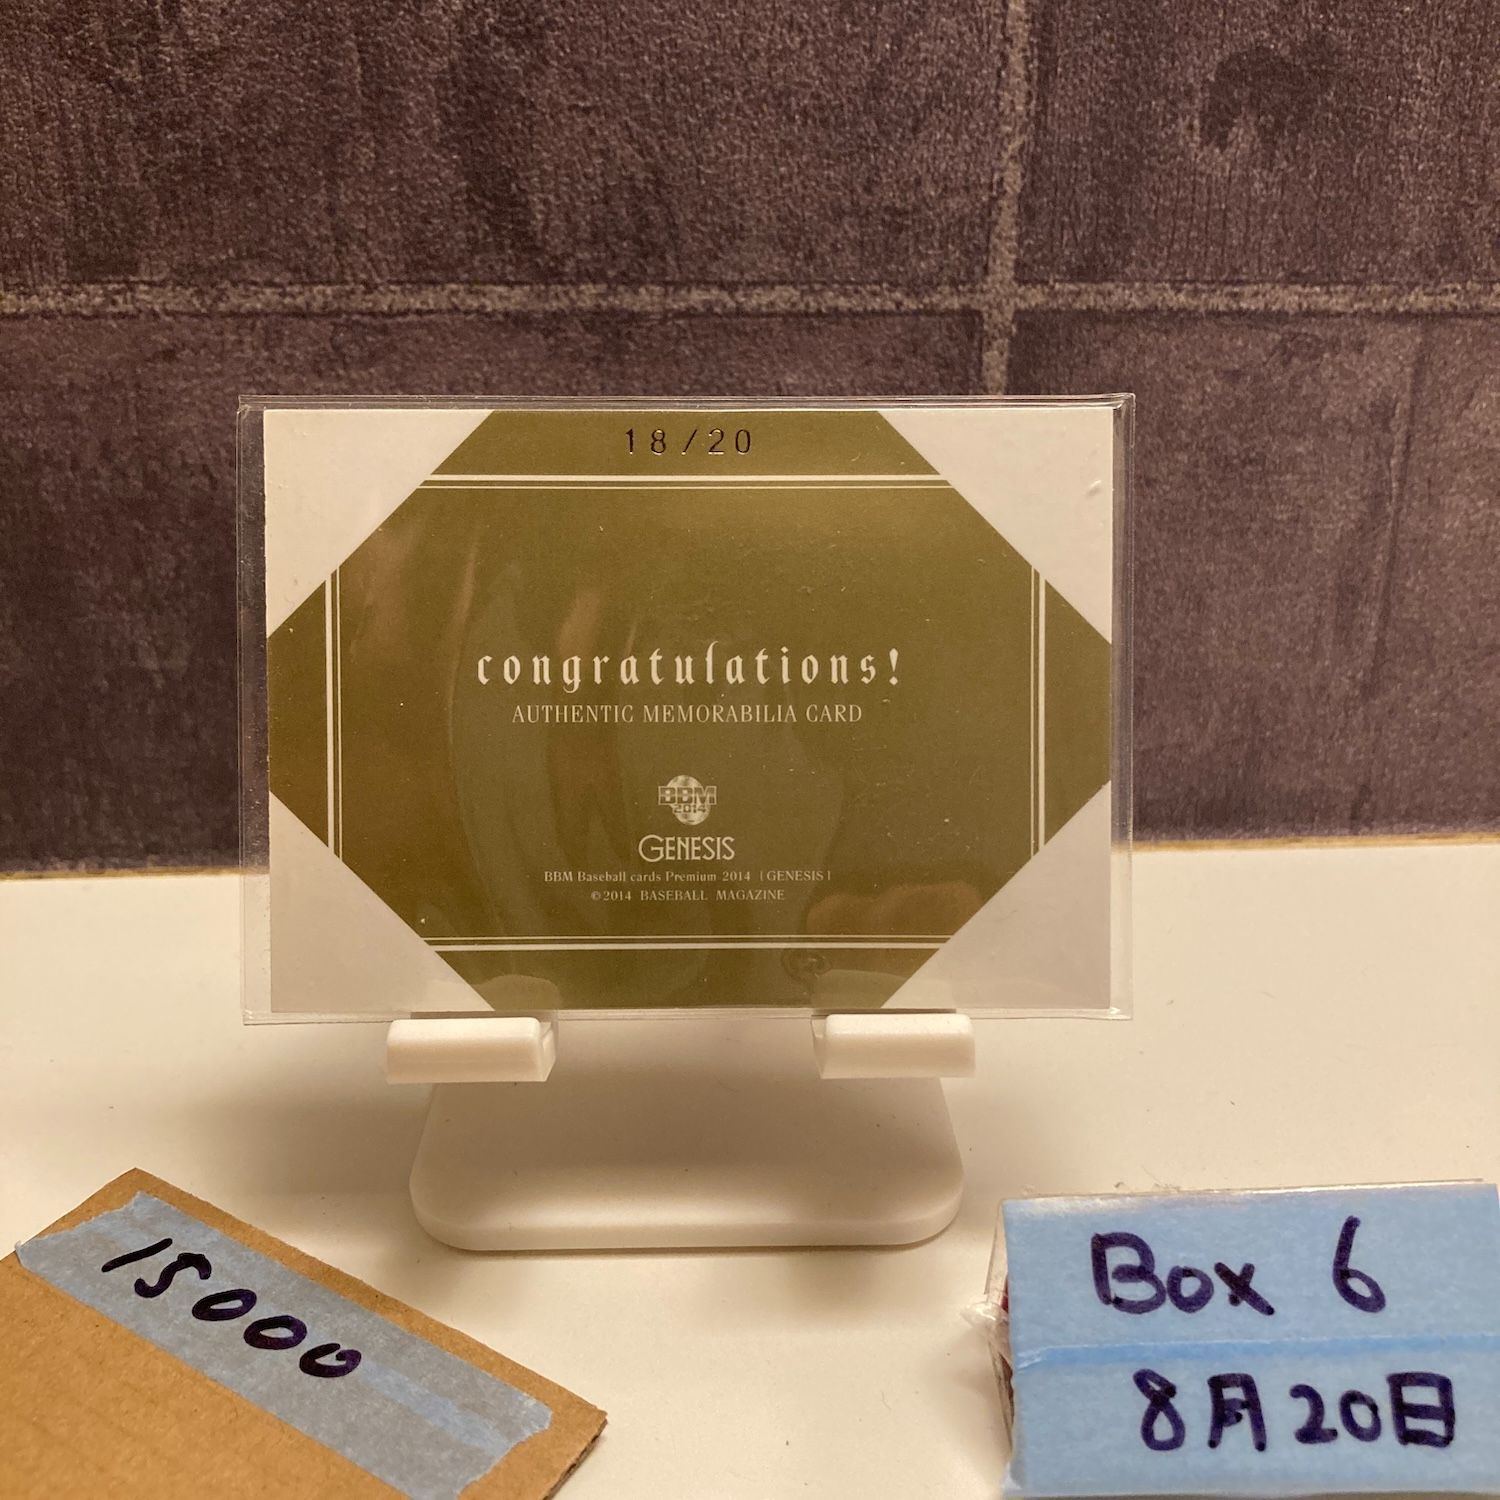 18/20
congratulations!
AUTHENTIC MEMORABILIA CARD
BBM
2014
GENESIS
BBM Baseball cards Premium 2014 [GENESIS]
©2014 BASEBALL MAGAZINE
15000
Box 6
8月20日